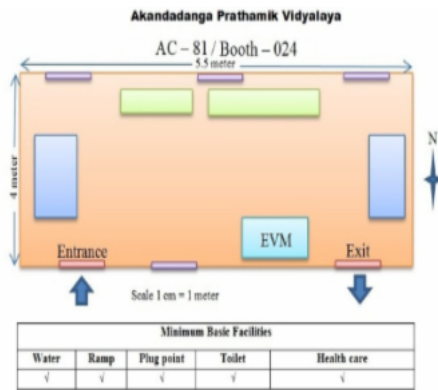 Akandadanga Prathamik Vidyalaya
AC – 81 / Booth – 024
5.5 meter
4 meter
N
EVM
Entrance
Exit
Scale 1 cm = 1 meter
Minimum Basic Facilities
Water Ramp Plug point Toilet Health care
√ √ √ √ √